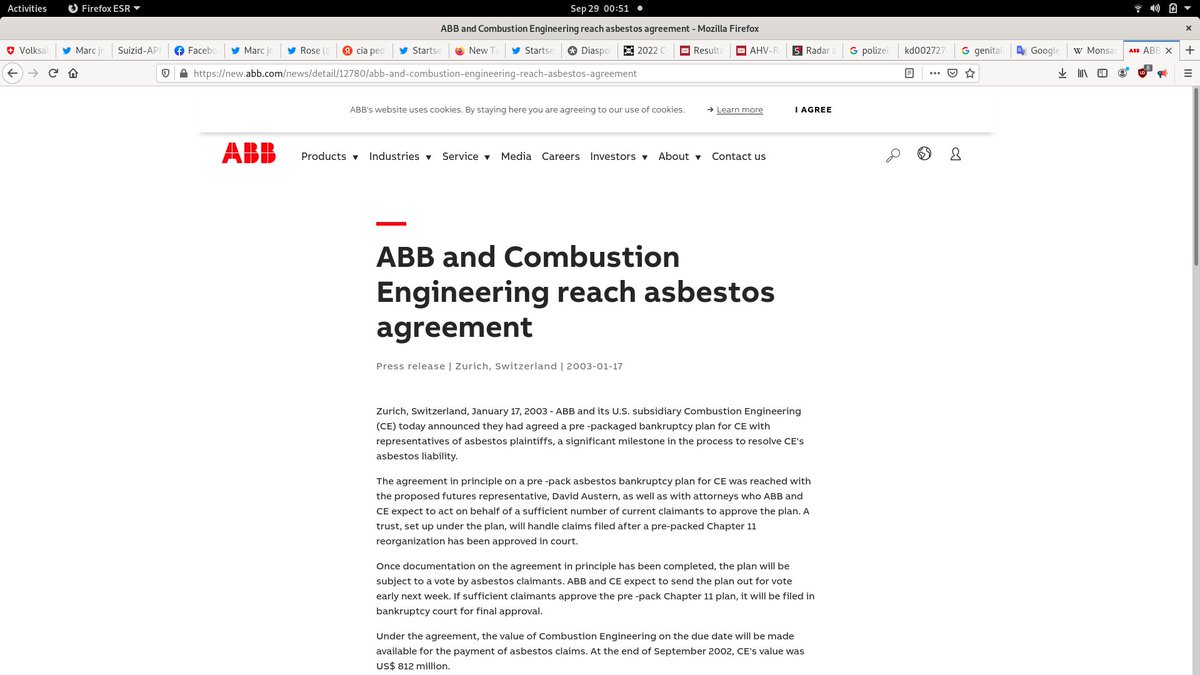 Activities Firefox ESR Sep 29 00:51
ABB and Combustion Engineering reach asbestos agreement - Mozilla Firefox
Volksa Marc jr Suizid-API Facebo Marc jr Rose ( cia ped Startse New T Startse Diaspo 2022 C Resulta AHV-R Radar polizei kd002727 genital Google Monsan ABB
https://new.abb.com/news/detail/12780/abb-and-combustion-engineering-reach-asbestos-agreement
ABB's website uses cookies. By staying here you are agreeing to our use of cookies. → Learn more I AGREE
ABB Products Industries Service Media Careers Investors About Contact us
ABB and Combustion
Engineering reach asbestos
agreement
Press release | Zurich, Switzerland | 2003-01-17
Zurich, Switzerland, January 17, 2003 - ABB and its U.S. subsidiary Combustion Engineering
(CE) today announced they had agreed a pre -packaged bankruptcy plan for CE with
representatives of asbestos plaintiffs, a significant milestone in the process to resolve CE's
asbestos liability.
The agreement in principle on a pre -pack asbestos bankruptcy plan for CE was reached with
the proposed futures representative, David Austern, as well as with attorneys who ABB and
CE expect to act on behalf of a sufficient number of current claimants to approve the plan. A
trust, set up under the plan, will handle claims filed after a pre-packed Chapter 11
reorganization has been approved in court.
Once documentation on the agreement in principle has been completed, the plan will be
subject to a vote by asbestos claimants. ABB and CE expect to send the plan out for vote
early next week. If sufficient claimants approve the pre -pack Chapter 11 plan, it will be filed in
bankruptcy court for final approval.
Under the agreement, the value of Combustion Engineering on the due date will be made
available for the payment of asbestos claims. At the end of September 2002, CE's value was
US$ 812 million.